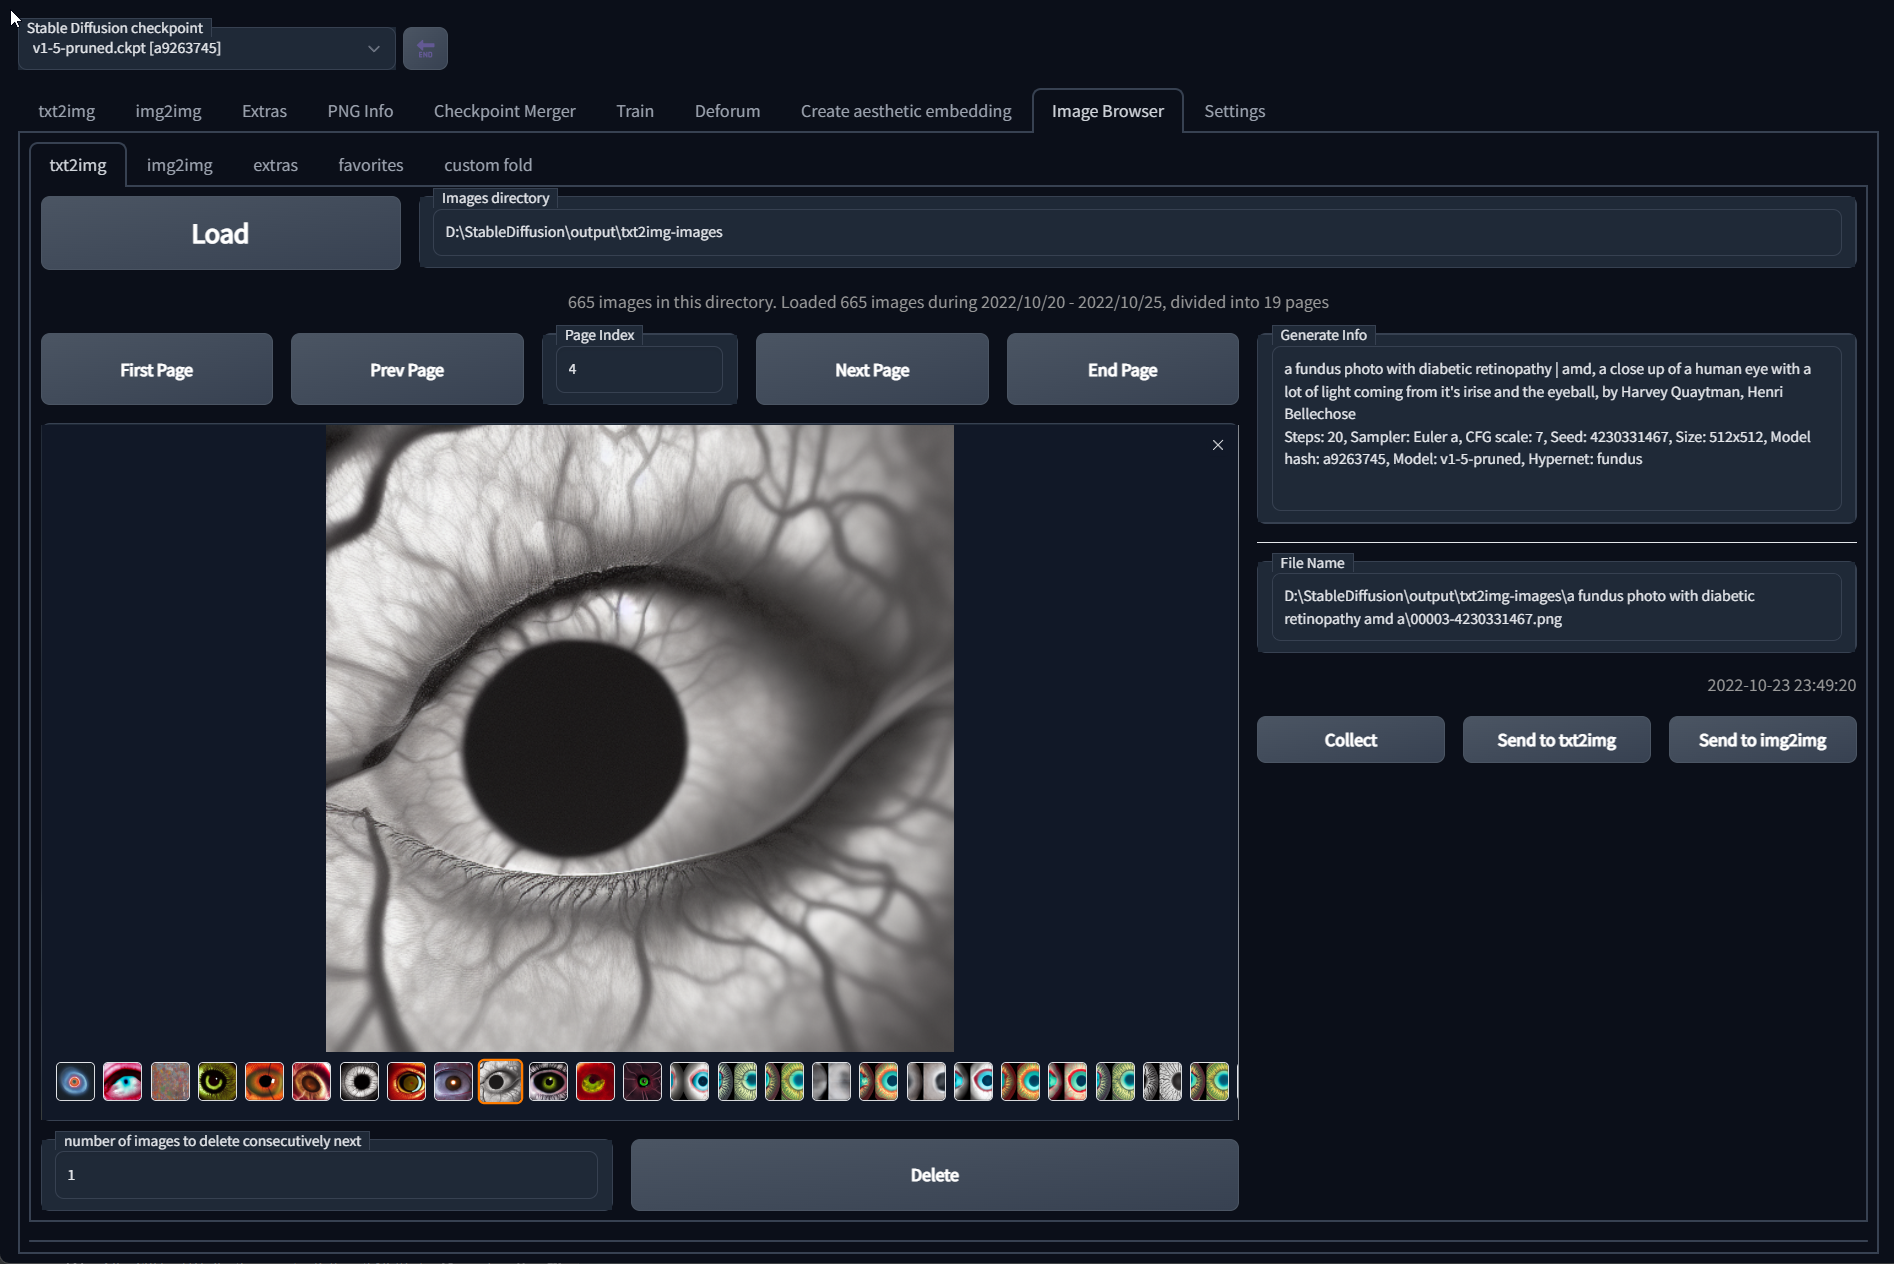 Stable Diffusion checkpoint
v1-5-pruned.ckpt [a9263745]
END
txt2img
img2img
Extras
PNG Info
Checkpoint Merger
Train
Deforum
Create aesthetic embedding
Image Browser
Settings
txt2img
img2img
extras
favorites
custom fold
Load
Images directory
D:\StableDiffusion\output\txt2img-images
665 images in this directory. Loaded 665 images during 2022/10/20 - 2022/10/25, divided into 19 pages
First Page
Prev Page
Page Index
4
Next Page
End Page
Generate Info
a fundus photo with diabetic retinopathy | amd, a close up of a human eye with a
lot of light coming from it's irise and the eyeball, by Harvey Quaytman, Henri
Bellechose
Steps: 20, Sampler: Euler a, CFG scale: 7, Seed: 4230331467, Size: 512x512, Model
hash: a9263745, Model: v1-5-pruned, Hypernet: fundus
File Name
D:\StableDiffusion\output\txt2img-images\a fundus photo with diabetic
retinopathy amd a\00003-4230331467.png
2022-10-23 23:49:20
Collect
Send to txt2img
Send to img2img
number of images to delete consecutively next
1
Delete